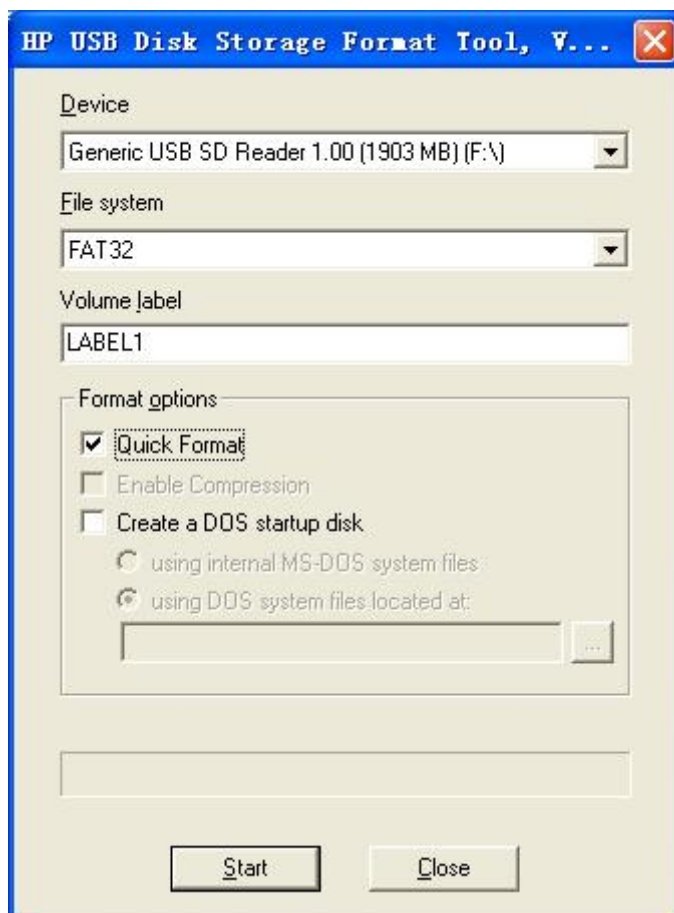 HP USB Disk Storage Format Tool, V...
Device
Generic USB SD Reader 1.00 (1903 MB) (F:\)
File system
FAT32
Volume label
LABEL1
Format options
Quick Format
Enable Compression
Create a DOS startup disk
using internal MS-DOS system files
using DOS system files located at:
...
Start
Close